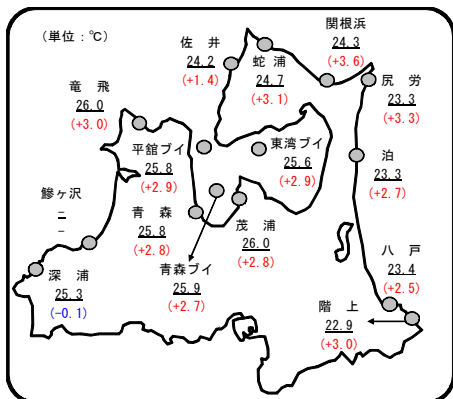 (単位：℃)
関根浜
24.3
(+3.6)
佐　井
24.2
(+1.4)
蛇　浦
24.7
(+3.1)
尻　労
23.3
(+3.3)
竜　飛
26.0
(+3.0)
平舘ブイ
25.8
(+2.9)
東湾ブイ
25.6
(+2.9)
泊
23.3
(+2.7)
鰺ヶ沢
-
-
青　森
25.8
(+2.8)
茂　浦
26.0
(+2.8)
青森ブイ
25.9
(+2.7)
八　戸
23.4
(+2.5)
深　浦
25.3
(-0.1)
階　上
22.9
(+3.0)